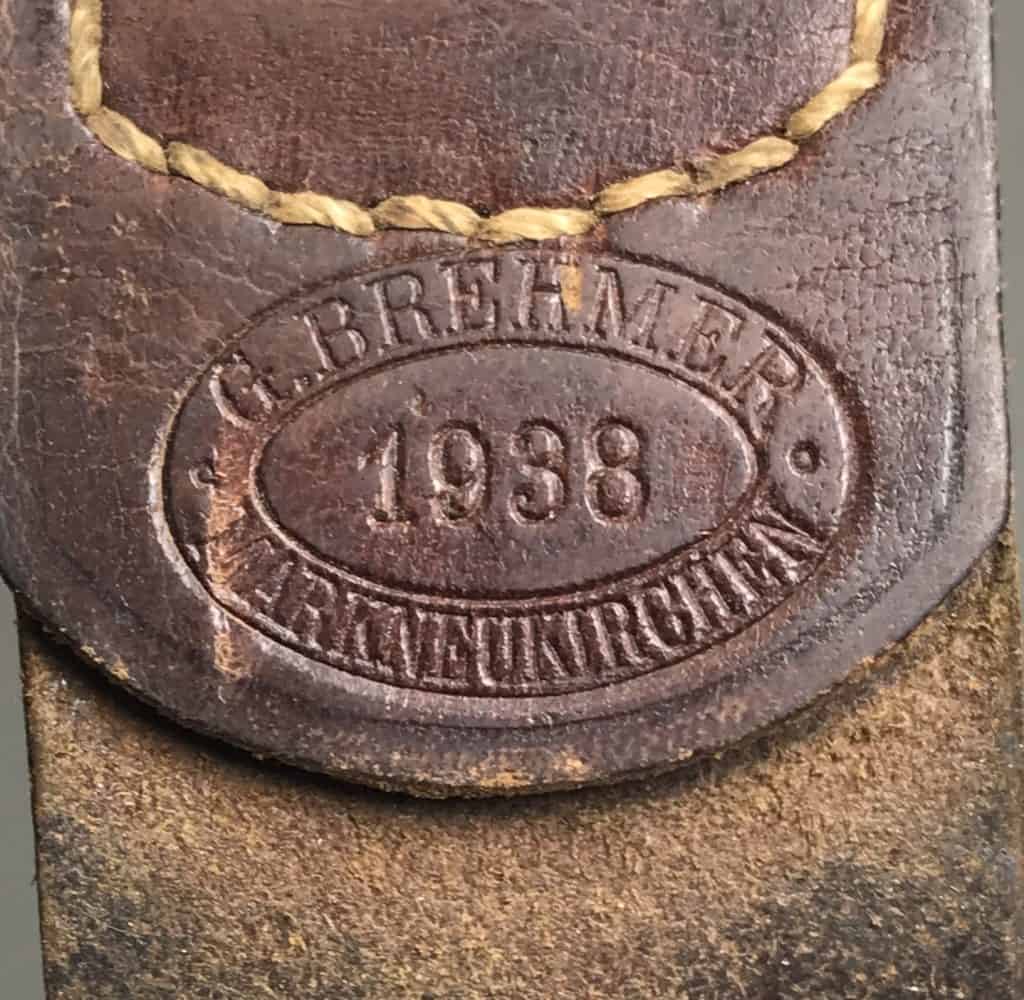 G. BREHMER
1938
MARKNEUKIRCHEN